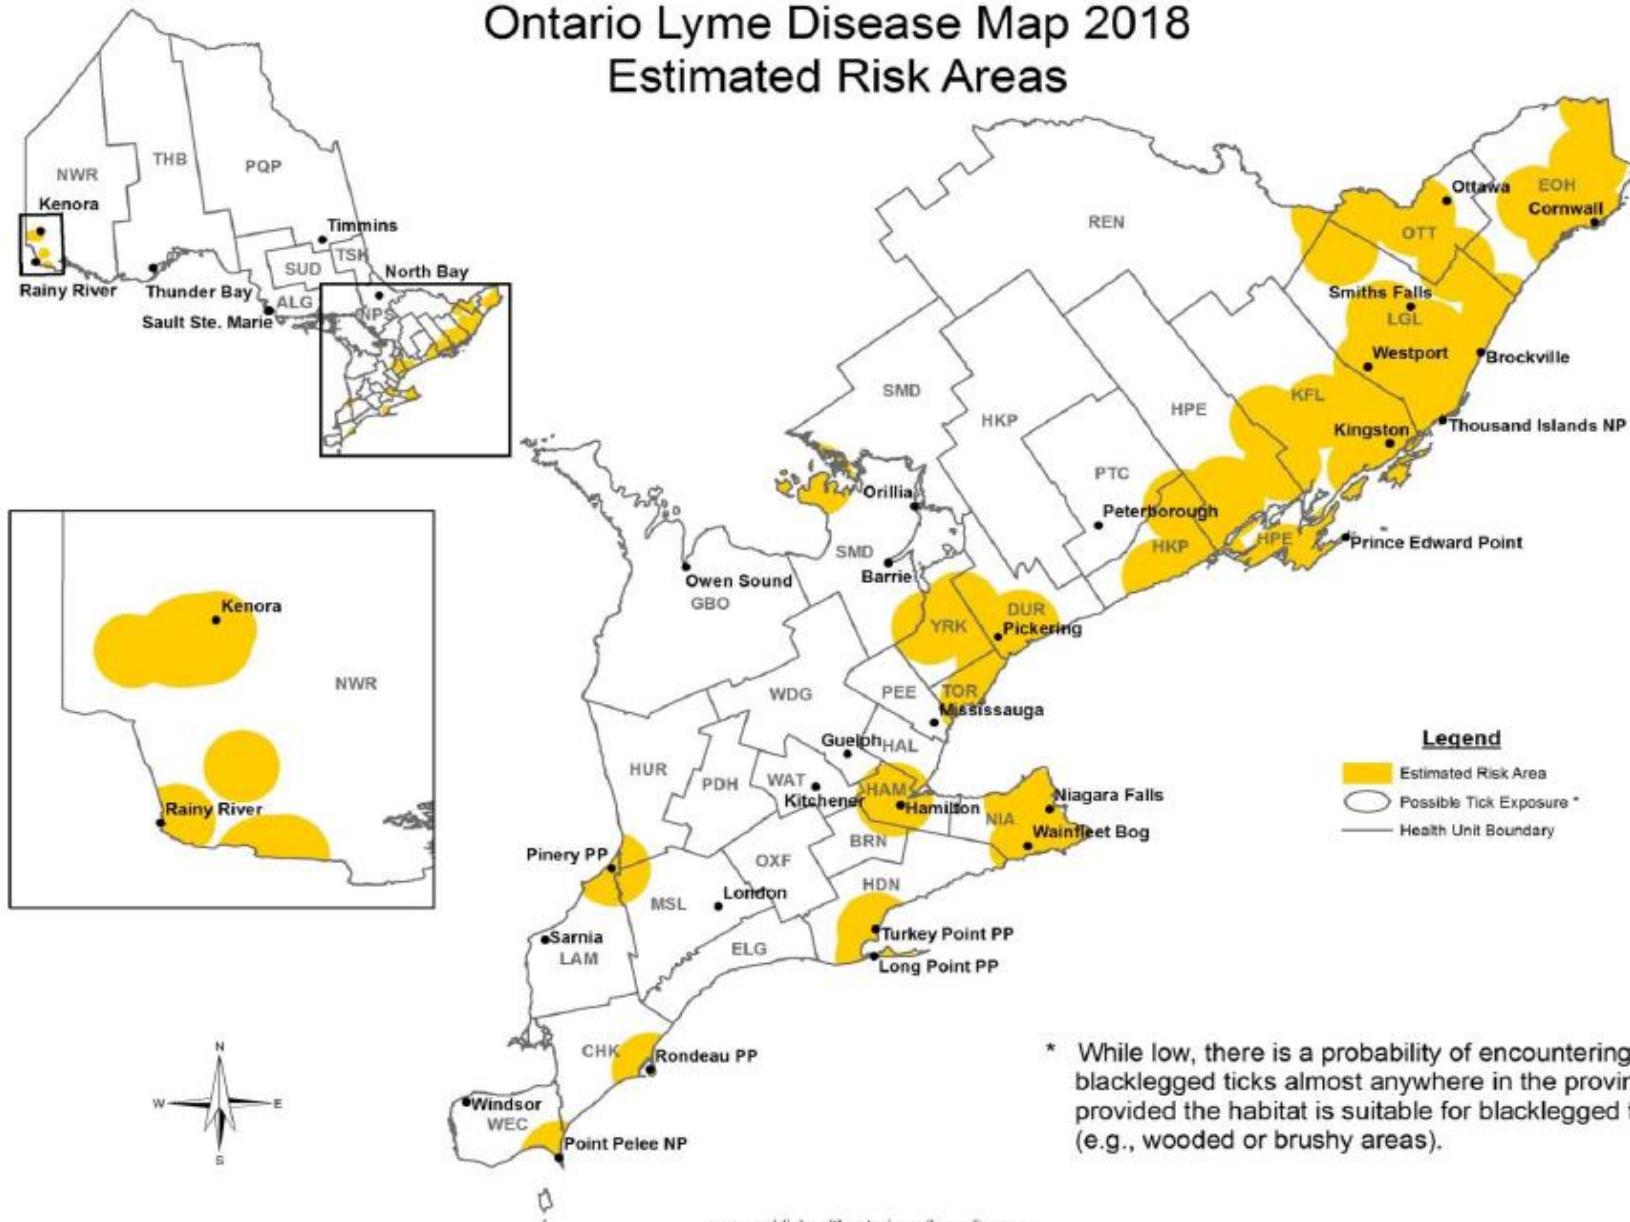 Ontario Lyme Disease Map 2018
Estimated Risk Areas
NWR
THB
PQP
Kenora
Timmins
TSK
SUD
North Bay
Rainy River
Thunder Bay
ALG
NPS
Sault Ste. Marie
REN
Ottawa
EOH
Cornwall
OTT
Smiths Falls
LGL
Westport
Brockville
SMD
HKP
HPE
KFL
Kingston
Thousand Islands NP
PTC
Orillia
Peterborough
HKP
HPE
Prince Edward Point
SMD
Barrie
Owen Sound
GBO
Kenora
NWR
Rainy River
DUR
YRK
Pickering
WDG
PEE
TOR
Mississauga
Guelph
HAL
HUR
PDH
WAT
Kitchener
HAM
Hamilton
Niagara Falls
NIA
Wainfleet Bog
BRN
Pinery PP
OXF
HDN
London
MSL
Turkey Point PP
Sarnia
LAM
ELG
Long Point PP
CHK
Rondeau PP
Windsor
WEC
Point Pelee NP
Legend
Estimated Risk Area
Possible Tick Exposure *
Health Unit Boundary
N
W E
S
* While low, there is a probability of encountering
blacklegged ticks almost anywhere in the provin
provided the habitat is suitable for blacklegged
(e.g., wooded or brushy areas).